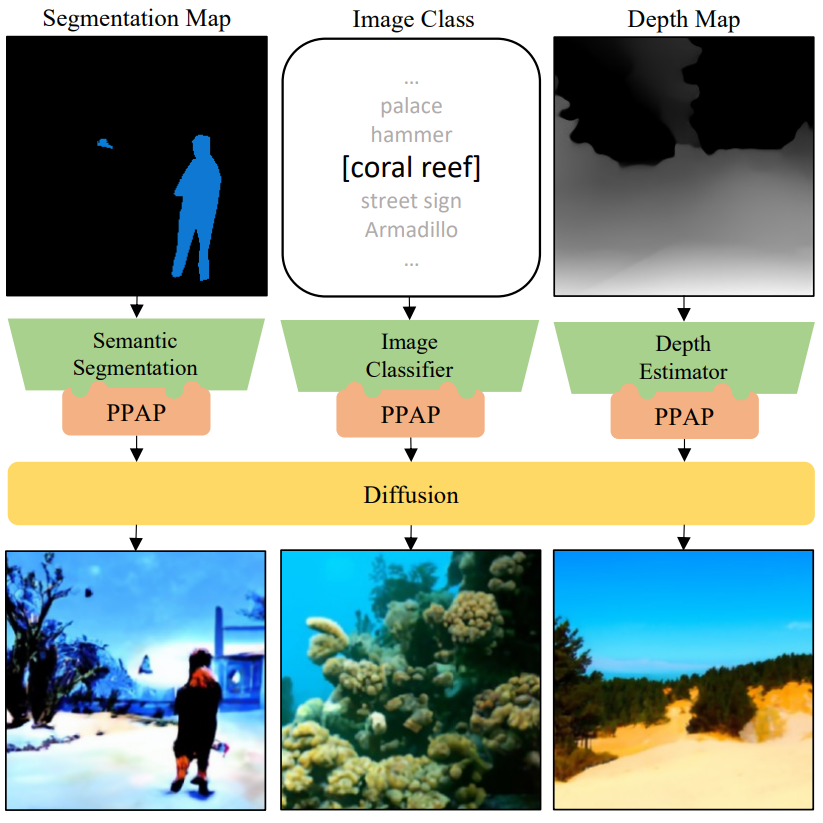 Segmentation Map
Image Class
Depth Map
...
palace
hammer
[coral reef]
street sign
Armadillo
...
Semantic
Segmentation
Image
Classifier
Depth
Estimator
PPAP
PPAP
PPAP
Diffusion